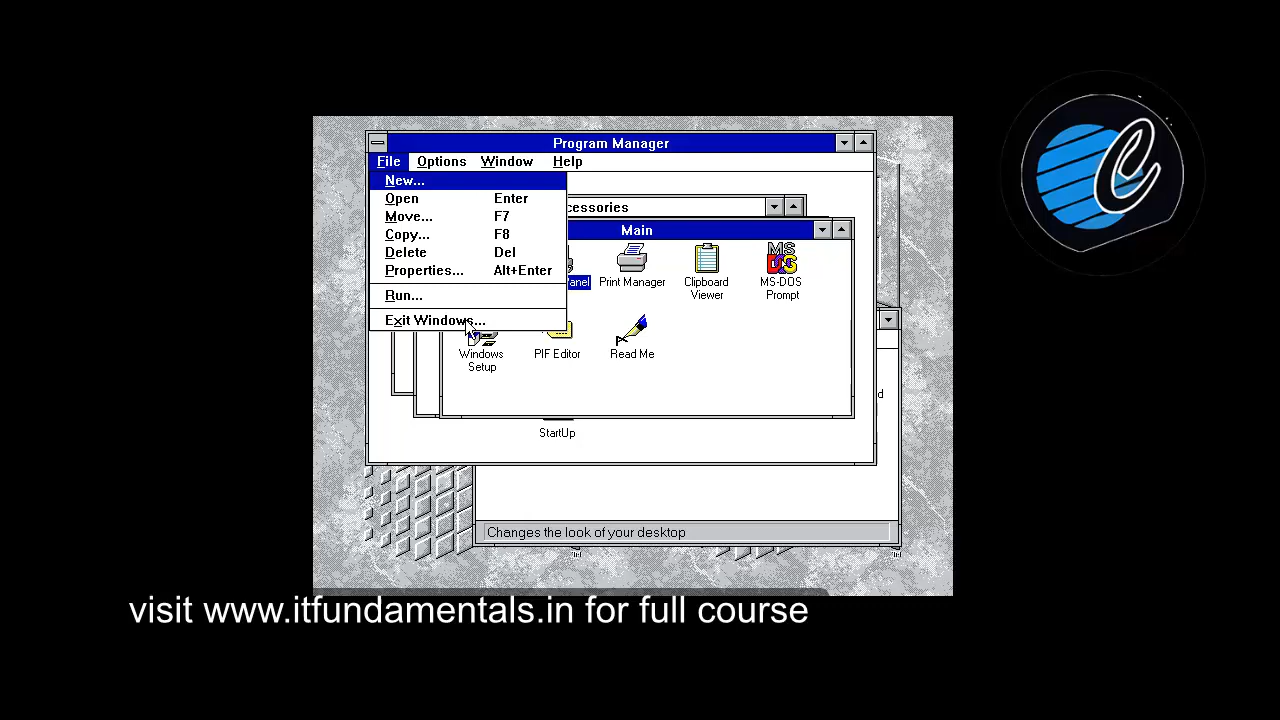 Program Manager
File Options Window Help
New...
Open Enter
Move... F7
Copy... F8
Delete Del
Properties... Alt+Enter
Run...
Exit Windows...
cessories
Main
Panel
Print Manager
Clipboard
Viewer
MS-DOS
Prompt
Windows
Setup
PIF Editor
Read Me
StartUp
d
Changes the look of your desktop
visit www.itfundamentals.in for full course
MS
DOS
C